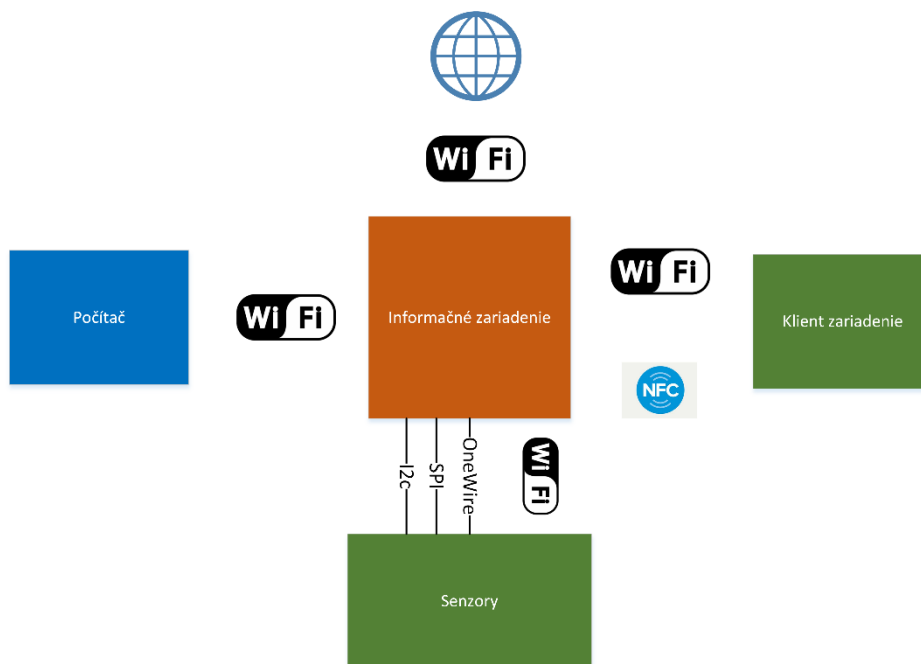 Wi Fi
Počítač
Wi Fi
Informačné zariadenie
Wi Fi
Klient zariadenie
NFC
I2c
SPI
OneWire
Wi Fi
Senzory